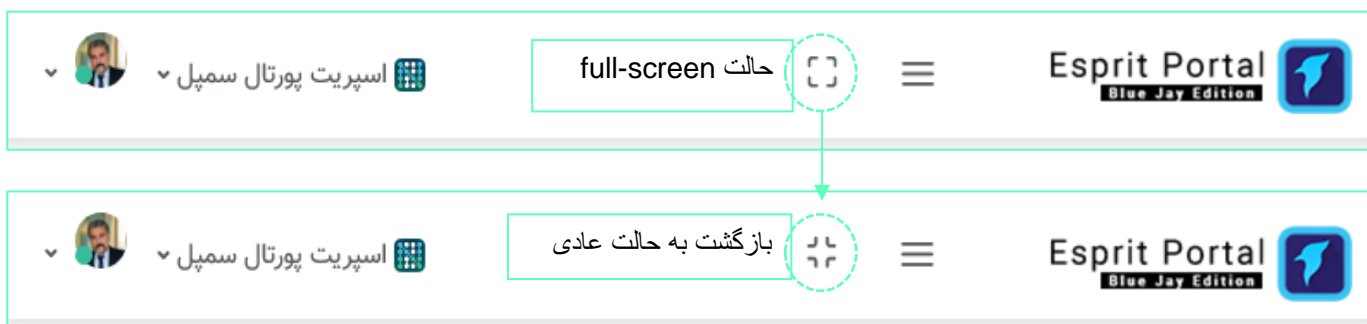 Esprit Portal
Blue Jay Edition
حالت full-screen
اسپریت پورتال سمپل
Esprit Portal
Blue Jay Edition
بازگشت به حالت عادی
اسپریت پورتال سمپل